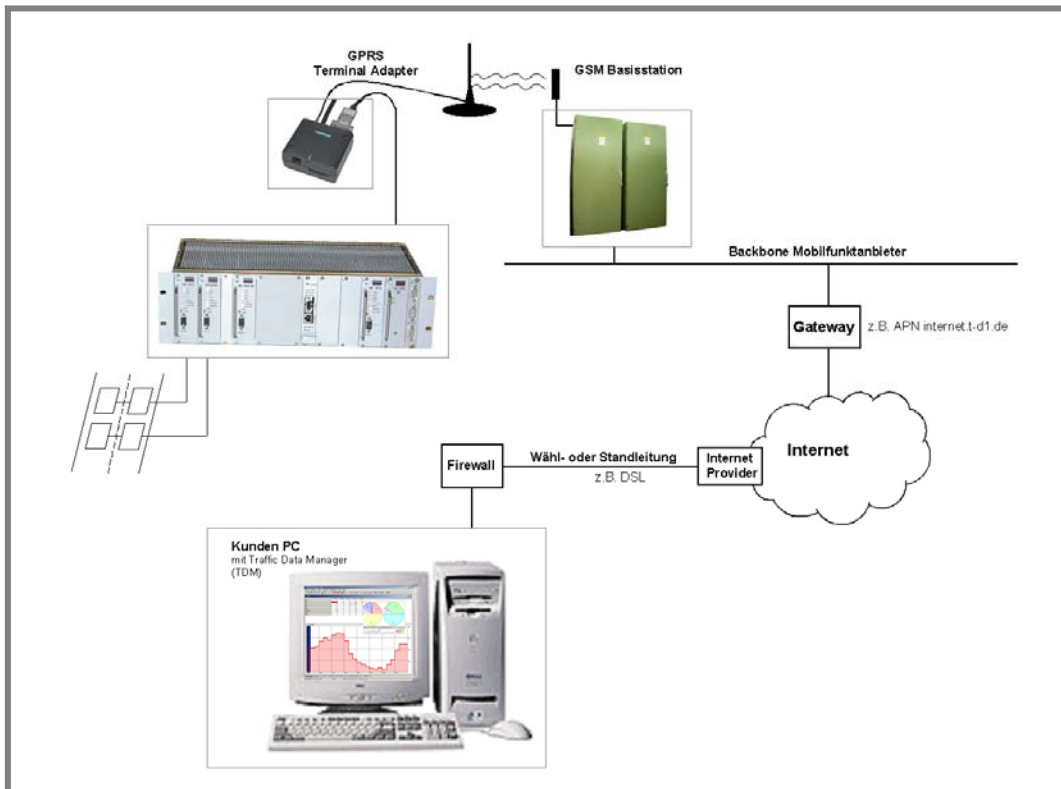 GPRS
Terminal Adapter
GSM Basisstation
Backbone Mobilfunktanbieter
Gateway
z.B. APN internet.t-d1.de
Internet
Internet
Provider
Wähl- oder Standleitung
z.B. DSL
Firewall
Kunden PC
mit Traffic Data Manager
(TDM)